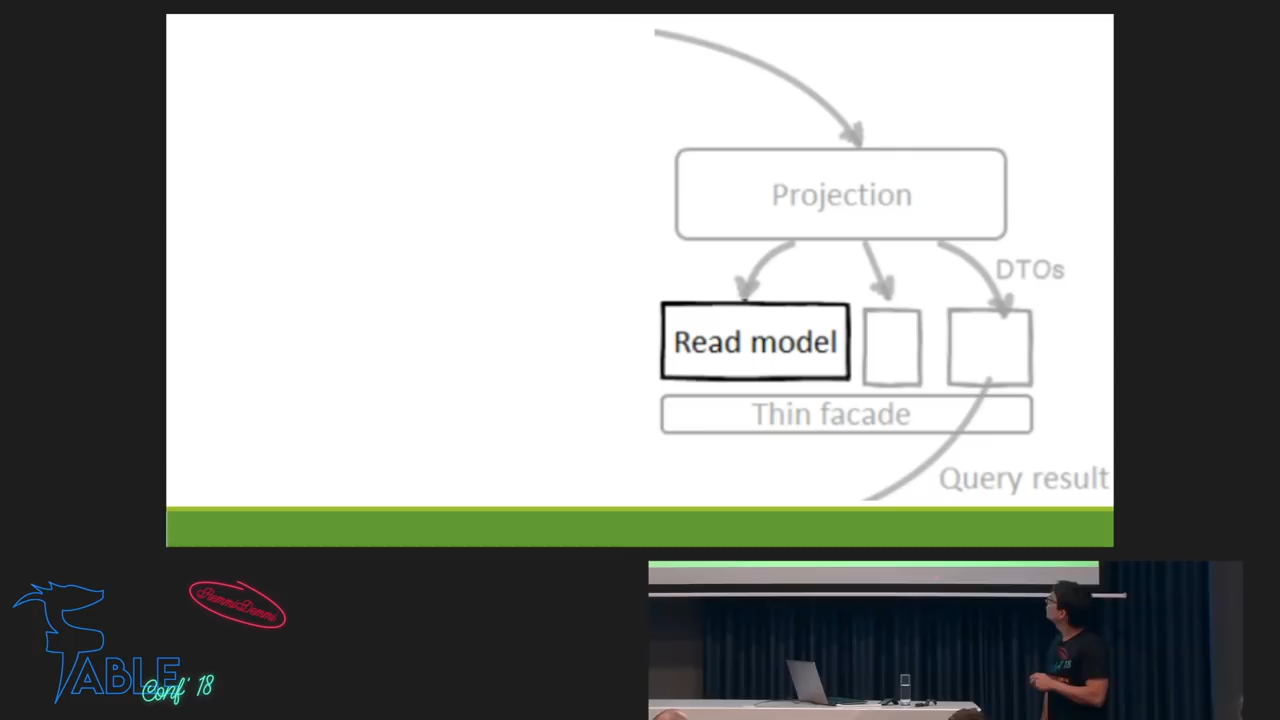 Projection
DTOs
Read model
Thin facade
Query result
ABLE
Conf' 18